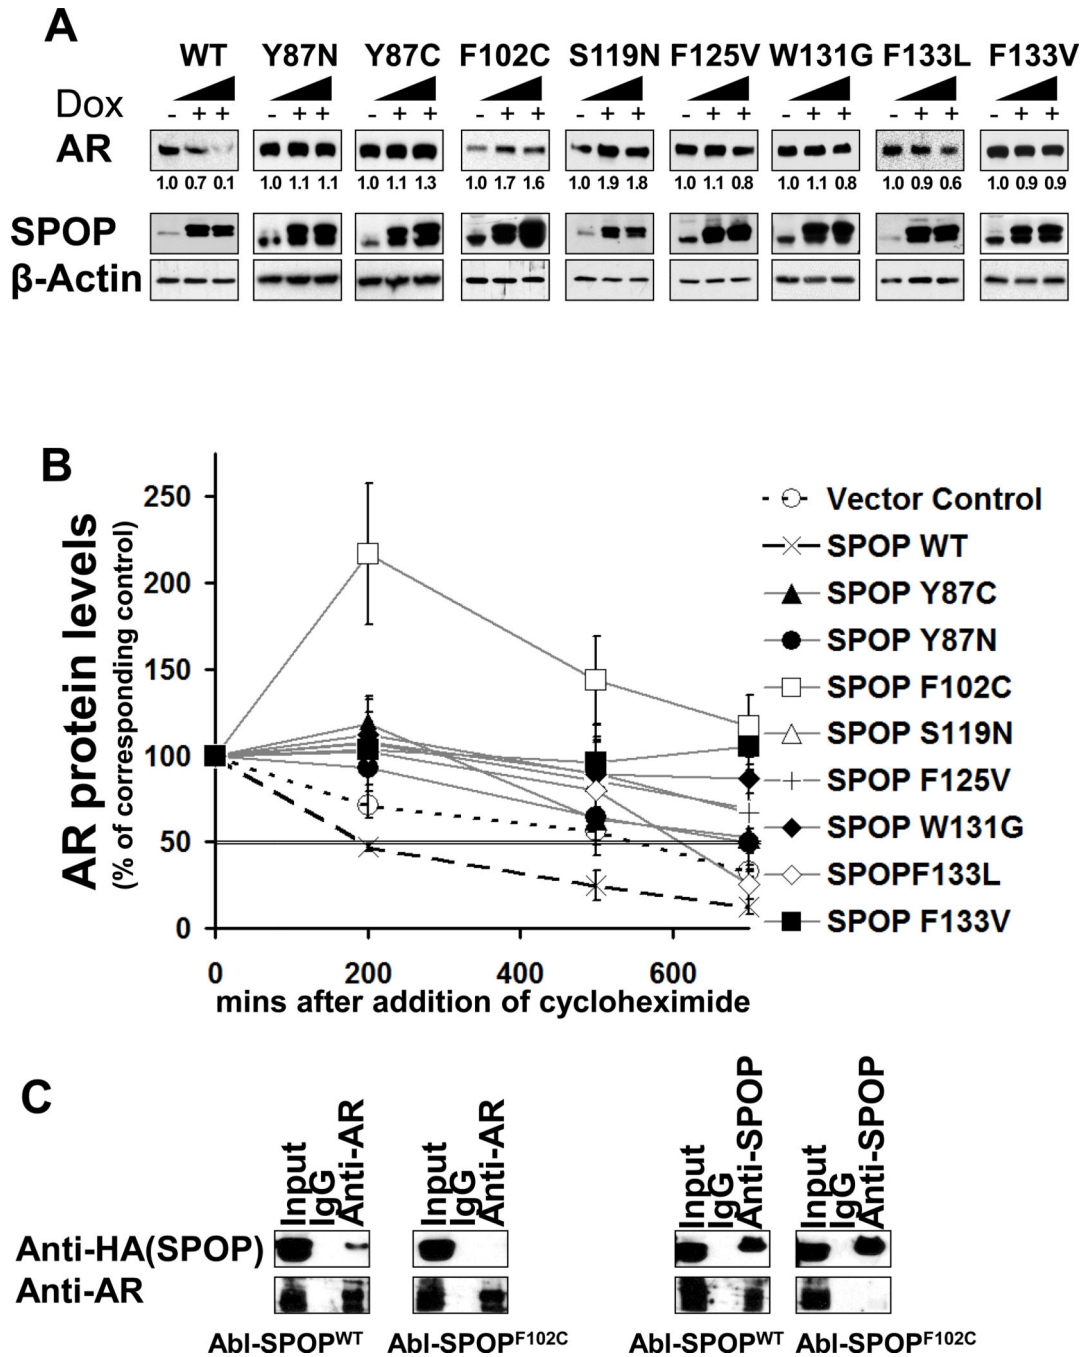 A
WT Y87N Y87C F102C S119N F125V W131G F133L F133V
Dox - + + - + + - + + - + + - + + - + + - + + - + + - + +
AR
1.0 0.7 0.1 1.0 1.1 1.1 1.0 1.1 1.3 1.0 1.7 1.6 1.0 1.9 1.8 1.0 1.1 0.8 1.0 1.1 0.8 1.0 0.9 0.6 1.0 0.9 0.9
SPOP
β-Actin
B
AR protein levels
(% of corresponding control)
250
200
150
100
50
0
0 200 400 600
mins after addition of cycloheximide
Vector Control
SPOP WT
SPOP Y87C
SPOP Y87N
SPOP F102C
SPOP S119N
SPOP F125V
SPOP W131G
SPOPF133L
SPOP F133V
C
Input IgG Anti-AR Input IgG Anti-AR Input IgG Anti-SPOP Input IgG Anti-SPOP
Anti-HA(SPOP)
Anti-AR
Abl-SPOPWT Abl-SPOPF102C Abl-SPOPWT Abl-SPOPF102C